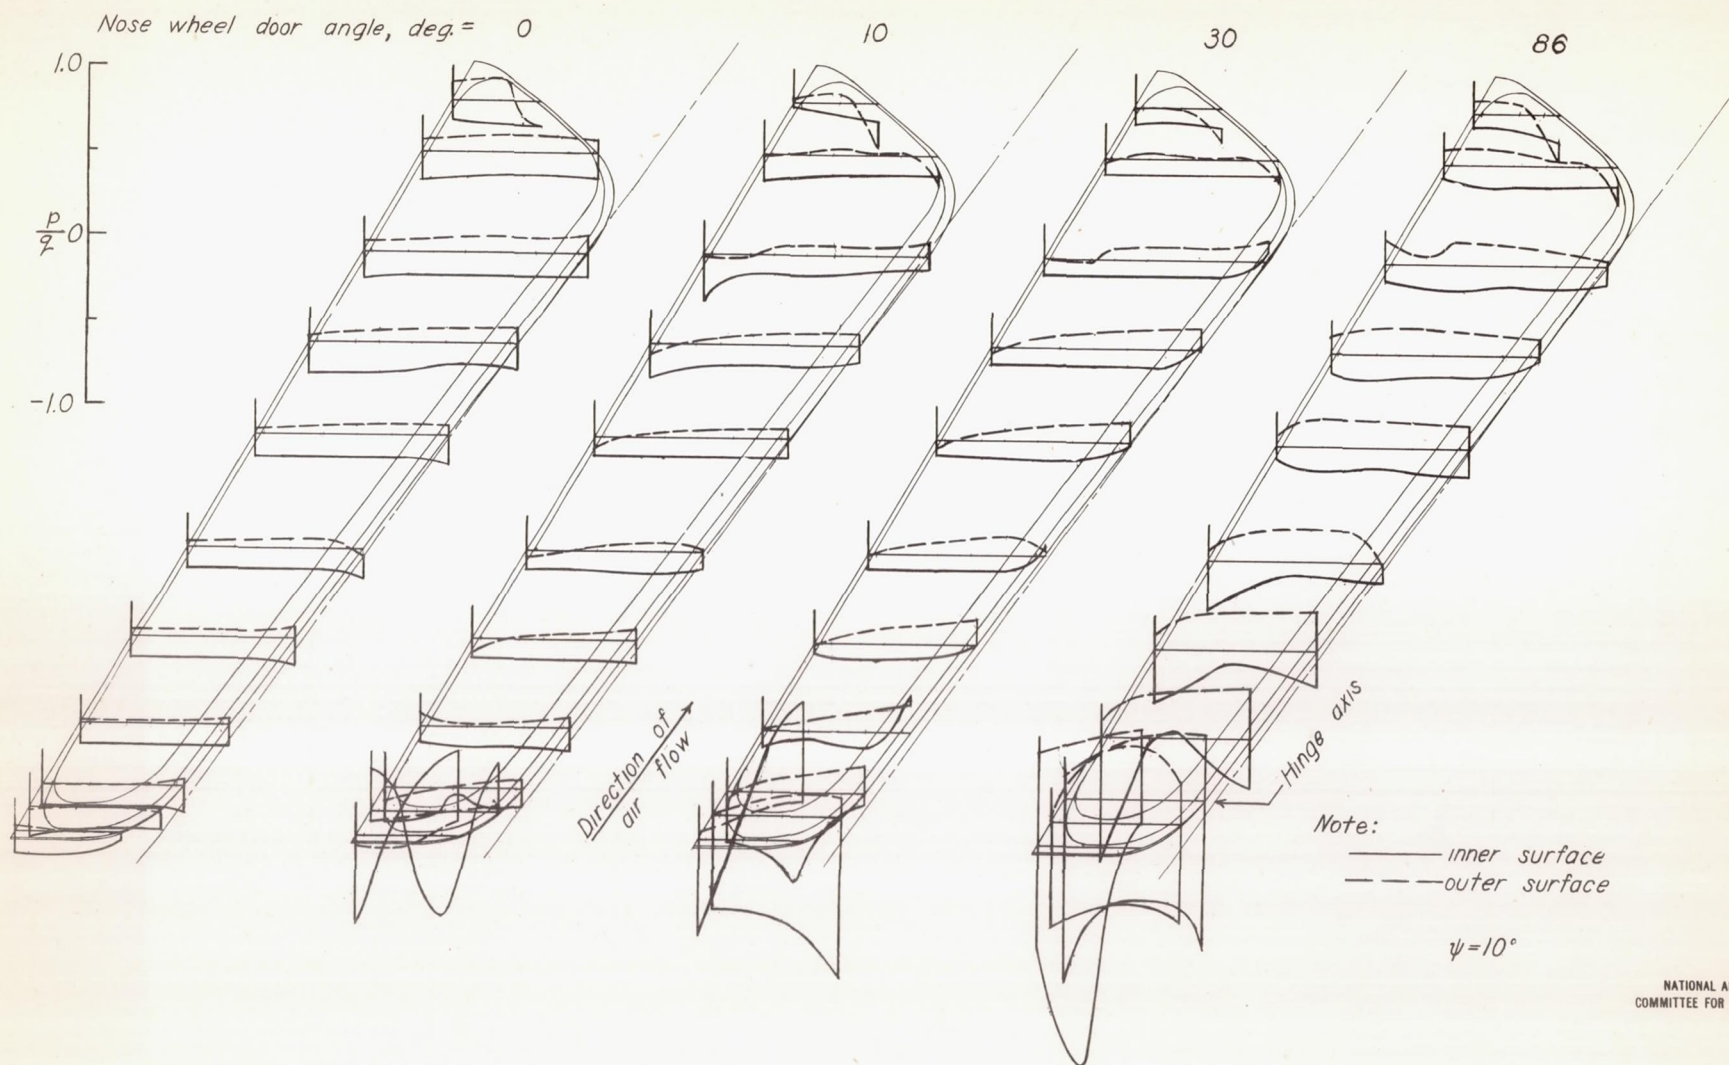 Nose wheel door angle, deg. = 0 10 30 86
1.0
p/q 0
-1.0
Direction of
air flow
Hinge axis
Note:
inner surface
outer surface
ψ=10°
NATIONAL A
COMMITTEE FOR